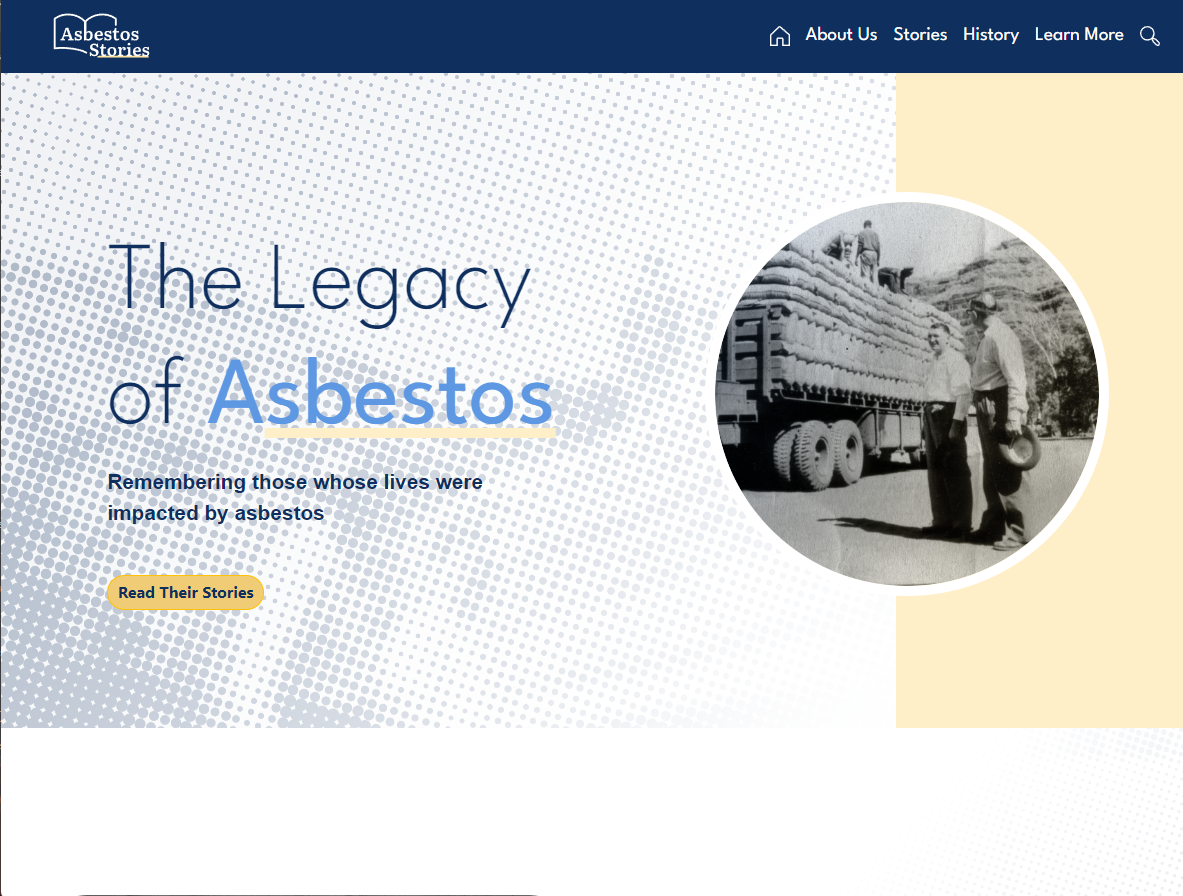 Asbestos
Stories
About Us Stories History Learn More
The Legacy
of Asbestos
Remembering those whose lives were
impacted by asbestos
Read Their Stories